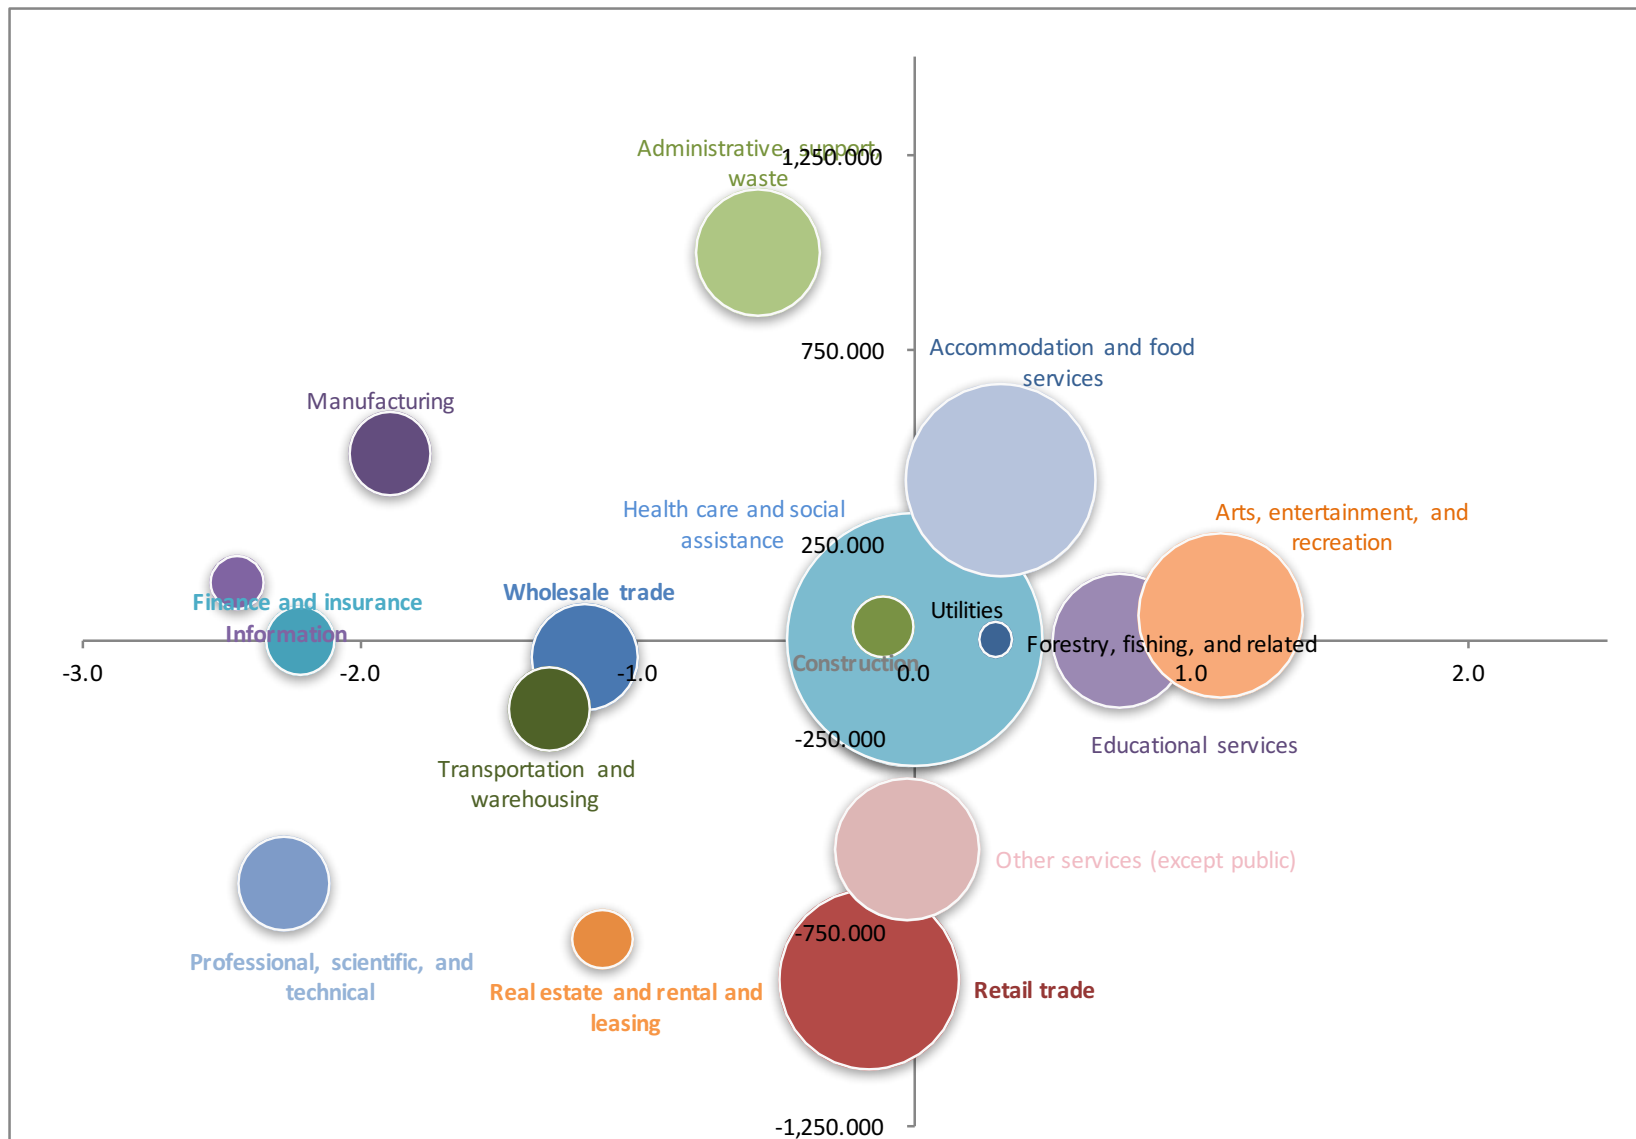 Administrative, support,
waste
1,250.000
750.000
Accommodation and food
services
Manufacturing
Health care and social
assistance
250.000
Arts, entertainment, and
recreation
Wholesale trade
Finance and insurance
Information
Utilities
Forestry, fishing, and related
Construction
-3.0
-2.0
-1.0
0.0
1.0
2.0
-250.000
Educational services
Transportation and
warehousing
Other services (except public)
-750.000
Professional, scientific, and
technical
Real estate and rental and
leasing
Retail trade
-1,250.000